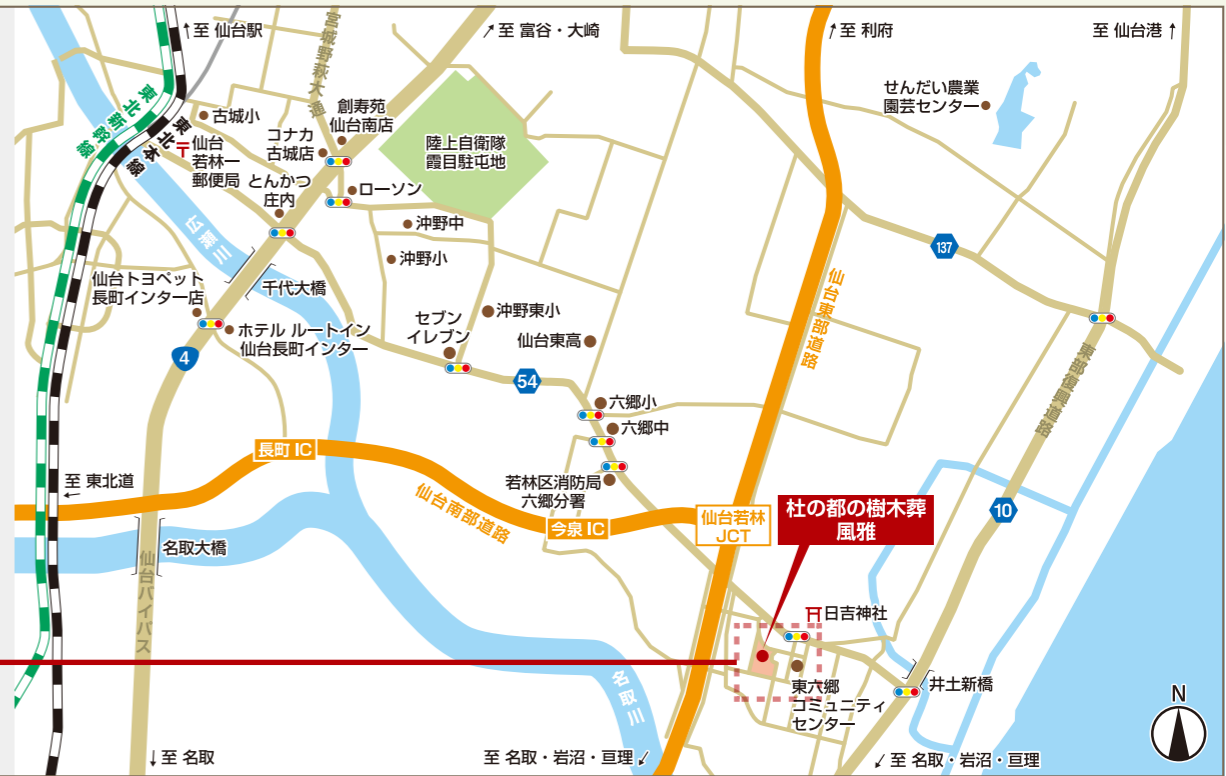 ↑至 仙台駅
宮城野萩大通
↗至 富谷・大崎
↗至 利府
至 仙台港↑
東北新幹線
東北本線
古城小
創寿苑
仙台南店
コナカ
古城店
陸上自衛隊
霞目駐屯地
せんだい農業
園芸センター
〒仙台
若林一
郵便局
とんかつ
庄内
ローソン
沖野中
沖野小
137
広瀬川
千代大橋
仙台トヨペット
長町インター店
ホテル ルートイン
仙台長町インター
4
セブン
イレブン
沖野東小
仙台東高
仙台東部道路
東部復興道路
54
六郷小
六郷中
若林区消防局
六郷分署
長町 IC
至 東北道
←
仙台南部道路
今泉 IC
仙台若林
JCT
杜の都の樹木葬
風雅
10
名取大橋
仙台バイパス
日吉神社
東六郷
コミュニティ
センター
井土新橋
名取川
N
↓至 名取
至 名取・岩沼・亘理↙
↙至 名取・岩沼・亘理